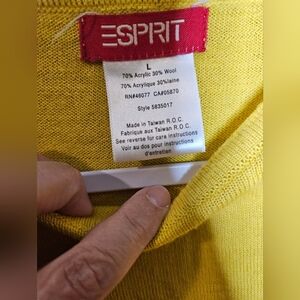 ESPRIT
L
70% Acrylic 30% Wool
70% Acrylique 30%laine
RN#46077 CA#05870
Style 5835017
Made in Taiwan R.O.C.
Fabrique aux Taiwan R.O.C.
See reverse for care instructions
Voir au dos pour instructions
d'entretien